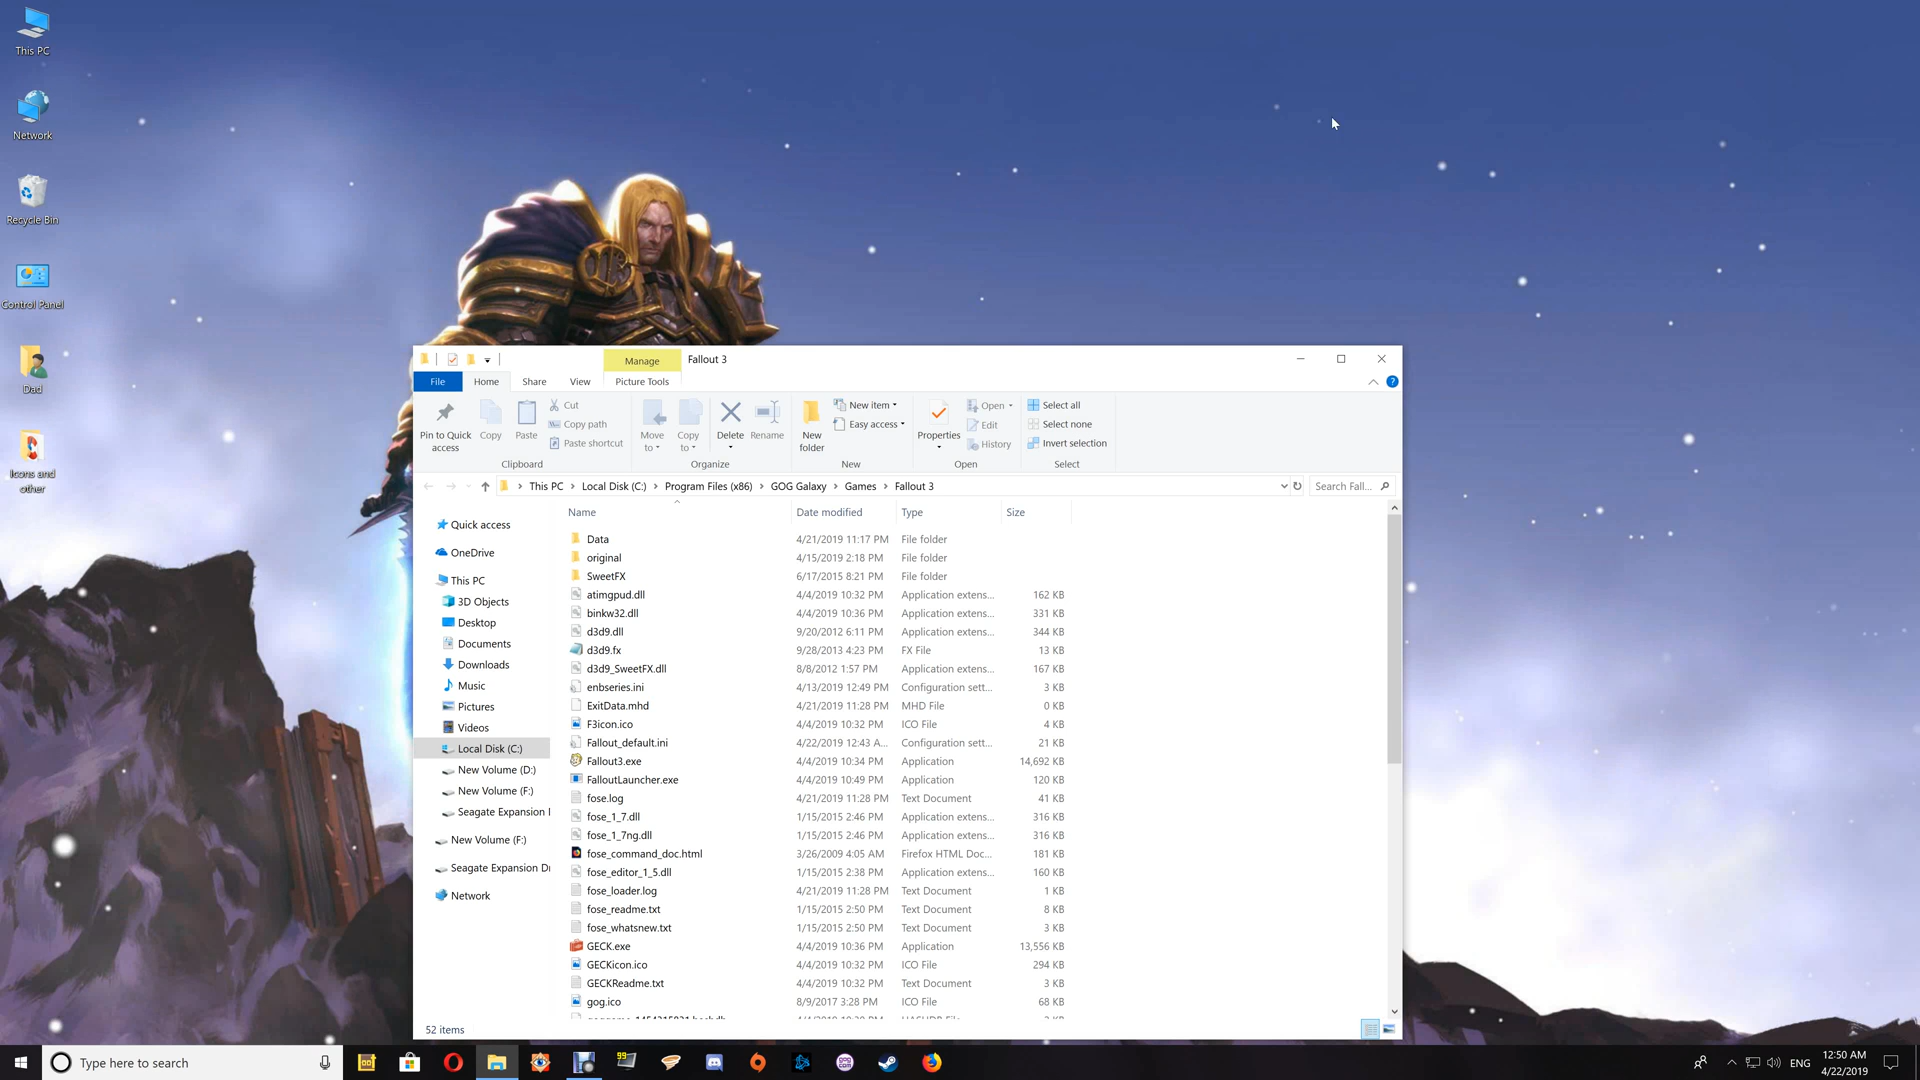 This PC
Network
Recycle Bin
Control Panel
Dad
Icons and
other
Manage
Fallout 3
File
Home
Share
View
Picture Tools
Pin to Quick
access
Copy
Paste
Cut
Copy path
Paste shortcut
Clipboard
Move
to
Copy
to
Delete
Rename
Organize
New
folder
New item
Easy access
New
Properties
Open
Edit
History
Open
Select all
Select none
Invert selection
Select
This PC > Local Disk (C:) > Program Files (x86) > GOG Galaxy > Games > Fallout 3
Search Fall...
Quick access
OneDrive
This PC
3D Objects
Desktop
Documents
Downloads
Music
Pictures
Videos
Local Disk (C:)
New Volume (D:)
New Volume (F:)
Seagate Expansion
New Volume (F:)
Seagate Expansion Dr
Network
Name Date modified Type Size
Data 4/21/2019 11:17 PM File folder
original 4/15/2019 2:18 PM File folder
SweetFX 6/17/2015 8:21 PM File folder
atimgpud.dll 4/4/2019 10:32 PM Application extens... 162 KB
binkw32.dll 4/4/2019 10:36 PM Application extens... 331 KB
d3d9.dll 9/20/2012 6:11 PM Application extens... 344 KB
d3d9.fx 9/28/2013 4:23 PM FX File 13 KB
d3d9_SweetFX.dll 8/8/2012 1:57 PM Application extens... 167 KB
enbseries.ini 4/13/2019 12:49 PM Configuration sett... 3 KB
ExitData.mhd 4/21/2019 11:28 PM MHD File 0 KB
F3icon.ico 4/4/2019 10:32 PM ICO File 4 KB
Fallout_default.ini 4/22/2019 12:43 A... Configuration sett... 21 KB
Fallout3.exe 4/4/2019 10:34 PM Application 14,692 KB
FalloutLauncher.exe 4/4/2019 10:49 PM Application 120 KB
fose.log 4/21/2019 11:28 PM Text Document 41 KB
fose_1_7.dll 1/15/2015 2:46 PM Application extens... 316 KB
fose_1_7ng.dll 1/15/2015 2:46 PM Application extens... 316 KB
fose_command_doc.html 3/26/2009 4:05 AM Firefox HTML Doc... 181 KB
fose_editor_1_5.dll 1/15/2015 2:38 PM Application extens... 160 KB
fose_loader.log 4/21/2019 11:28 PM Text Document 1 KB
fose_readme.txt 1/15/2015 2:50 PM Text Document 8 KB
fose_whatsnew.txt 1/15/2015 2:50 PM Text Document 3 KB
GECK.exe 4/4/2019 10:36 PM Application 13,556 KB
GECKicon.ico 4/4/2019 10:32 PM ICO File 294 KB
GECKReadme.txt 4/4/2019 10:32 PM Text Document 3 KB
gog.ico 8/9/2017 3:28 PM ICO File 68 KB
52 items
Type here to search
99
ENG
12:50 AM
4/22/2019